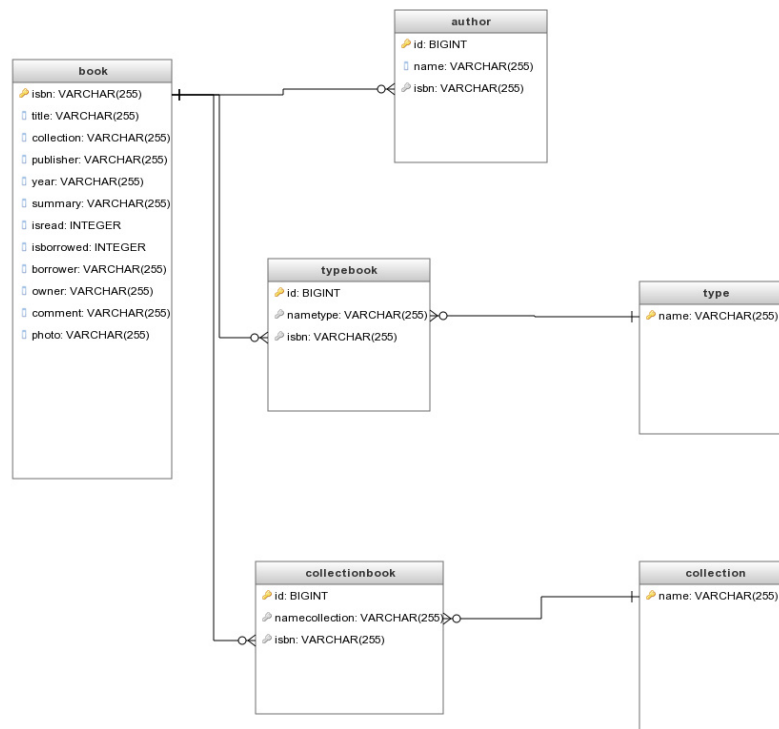 author
id: BIGINT
name: VARCHAR(255)
isbn: VARCHAR(255)
book
isbn: VARCHAR(255)
title: VARCHAR(255)
collection: VARCHAR(255)
publisher: VARCHAR(255)
year: VARCHAR(255)
summary: VARCHAR(255)
isread: INTEGER
isborrowed: INTEGER
borrower: VARCHAR(255)
owner: VARCHAR(255)
comment: VARCHAR(255)
photo: VARCHAR(255)
typebook
id: BIGINT
nametype: VARCHAR(255)
isbn: VARCHAR(255)
type
name: VARCHAR(255)
collectionbook
id: BIGINT
namecollection: VARCHAR(255)
isbn: VARCHAR(255)
collection
name: VARCHAR(255)